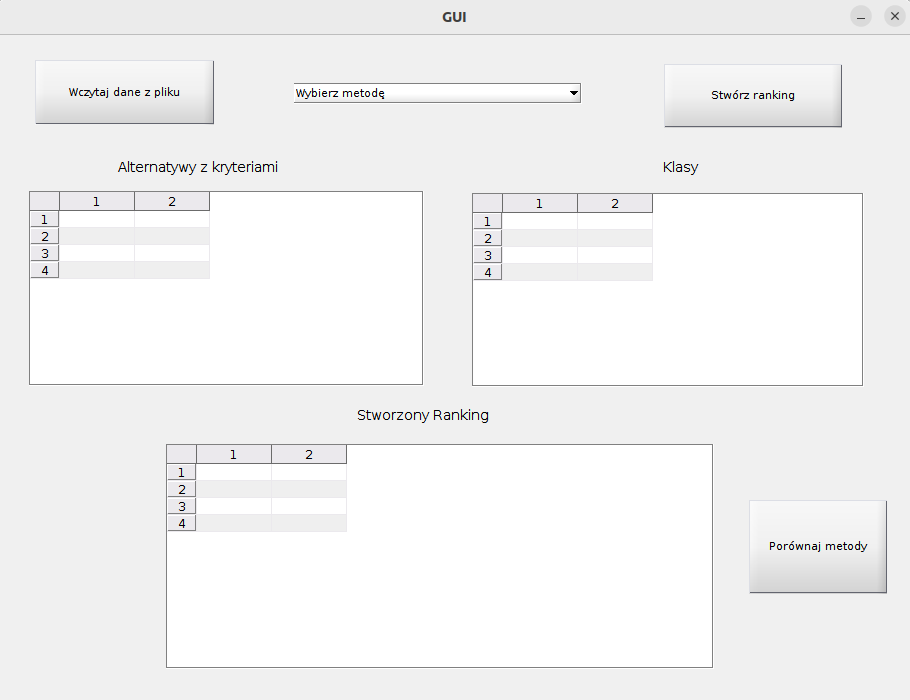 GUI
Wczytaj dane z pliku
Wybierz metodę
Stwórz ranking
Alternatywy z kryteriami
Klasy
1 2
1
2
3
4
1 2
1
2
3
4
Stworzony Ranking
1 2
1
2
3
4
Porównaj metody